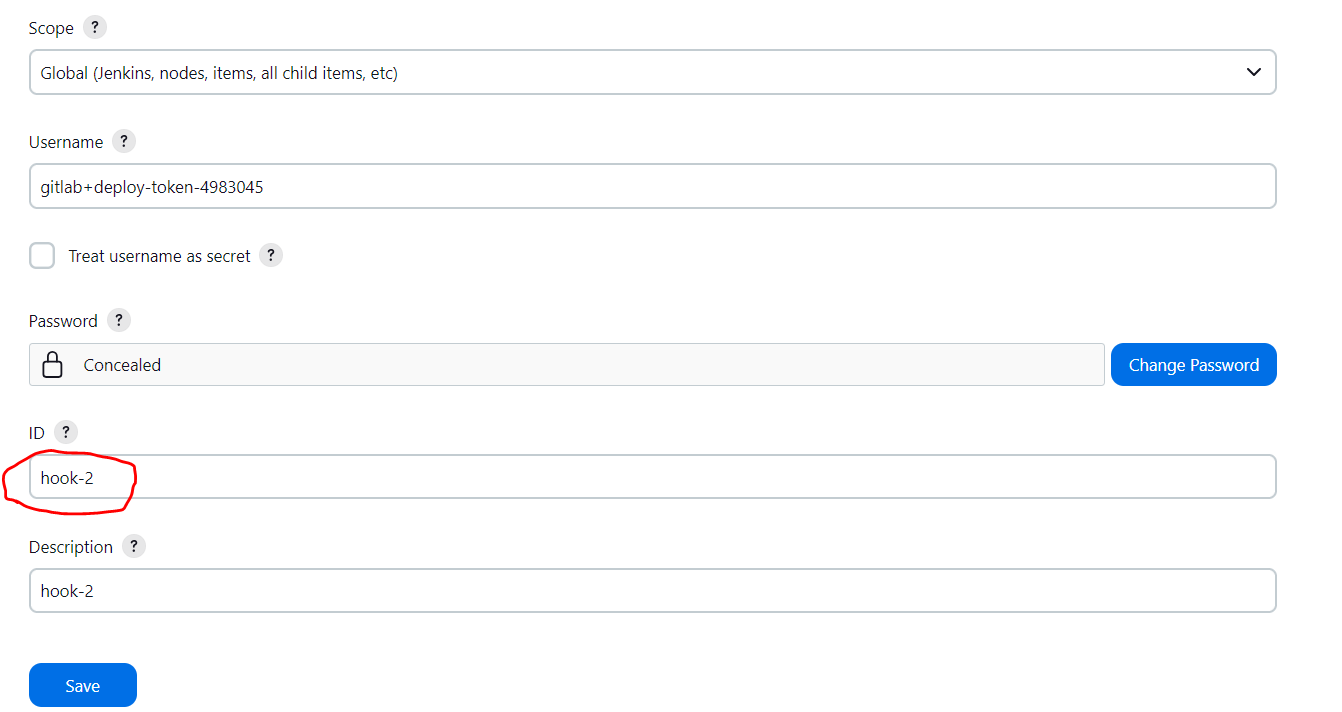 Scope ?
Global (Jenkins, nodes, items, all child items, etc)
Username ?
gitlab+deploy-token-4983045
Treat username as secret ?
Password ?
Concealed
Change Password
ID ?
hook-2
Description ?
hook-2
Save